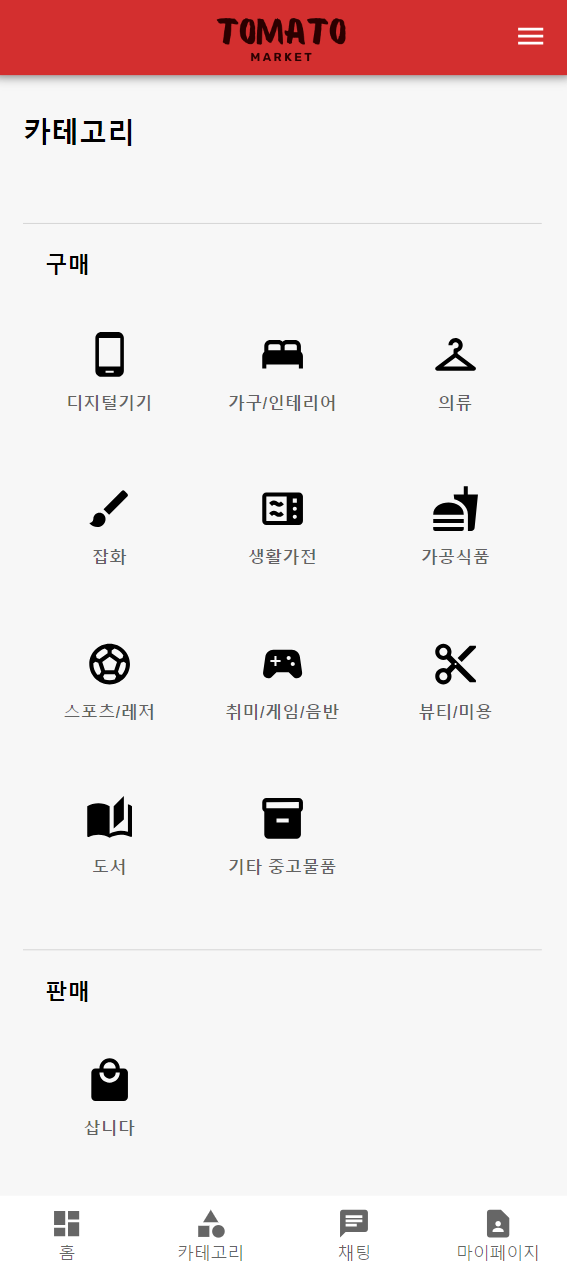 TOMATO
MARKET
카테고리
구매
디지털기기 가구/인테리어 의류
잡화 생활가전 가공식품
스포츠/레저 취미/게임/음반 뷰티/미용
도서 기타 중고물품
판매
삽니다
홈 카테고리 채팅 마이페이지